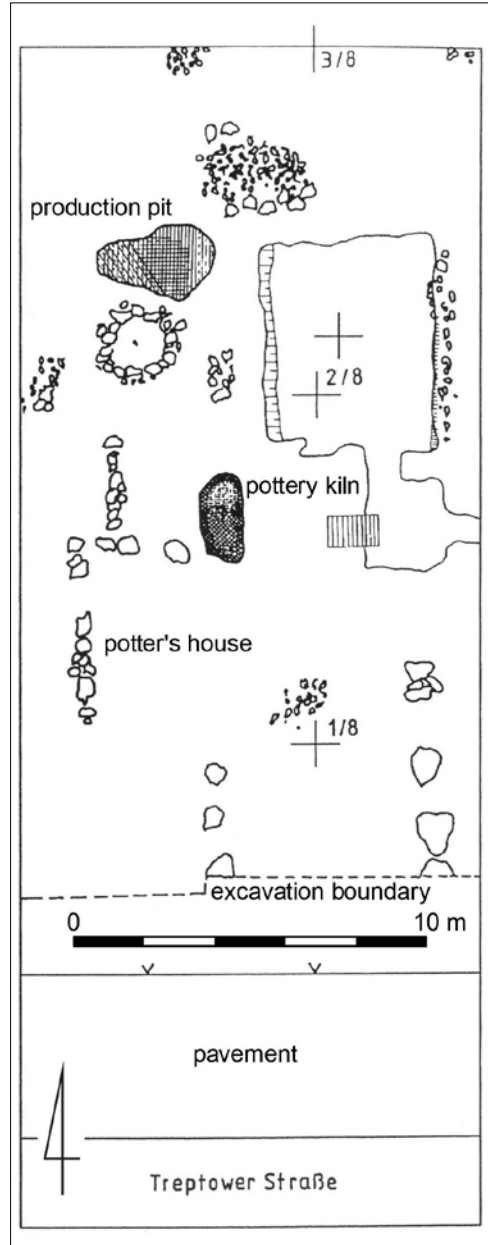 3/8
production pit
2/8
pottery kiln
potter's house
1/8
excavation boundary
0 10 m
pavement
Treptower Straße